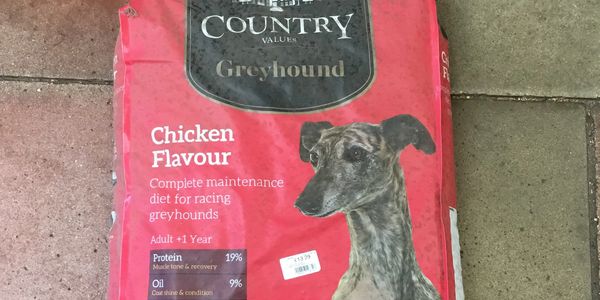 COUNTRY
VALUES
Greyhound
Chicken
Flavour
Complete maintenance
diet for racing
greyhounds
Adult +1 Year
Protein 19%
Muscle tone & recovery
Oil 9%
Coat shine & condition